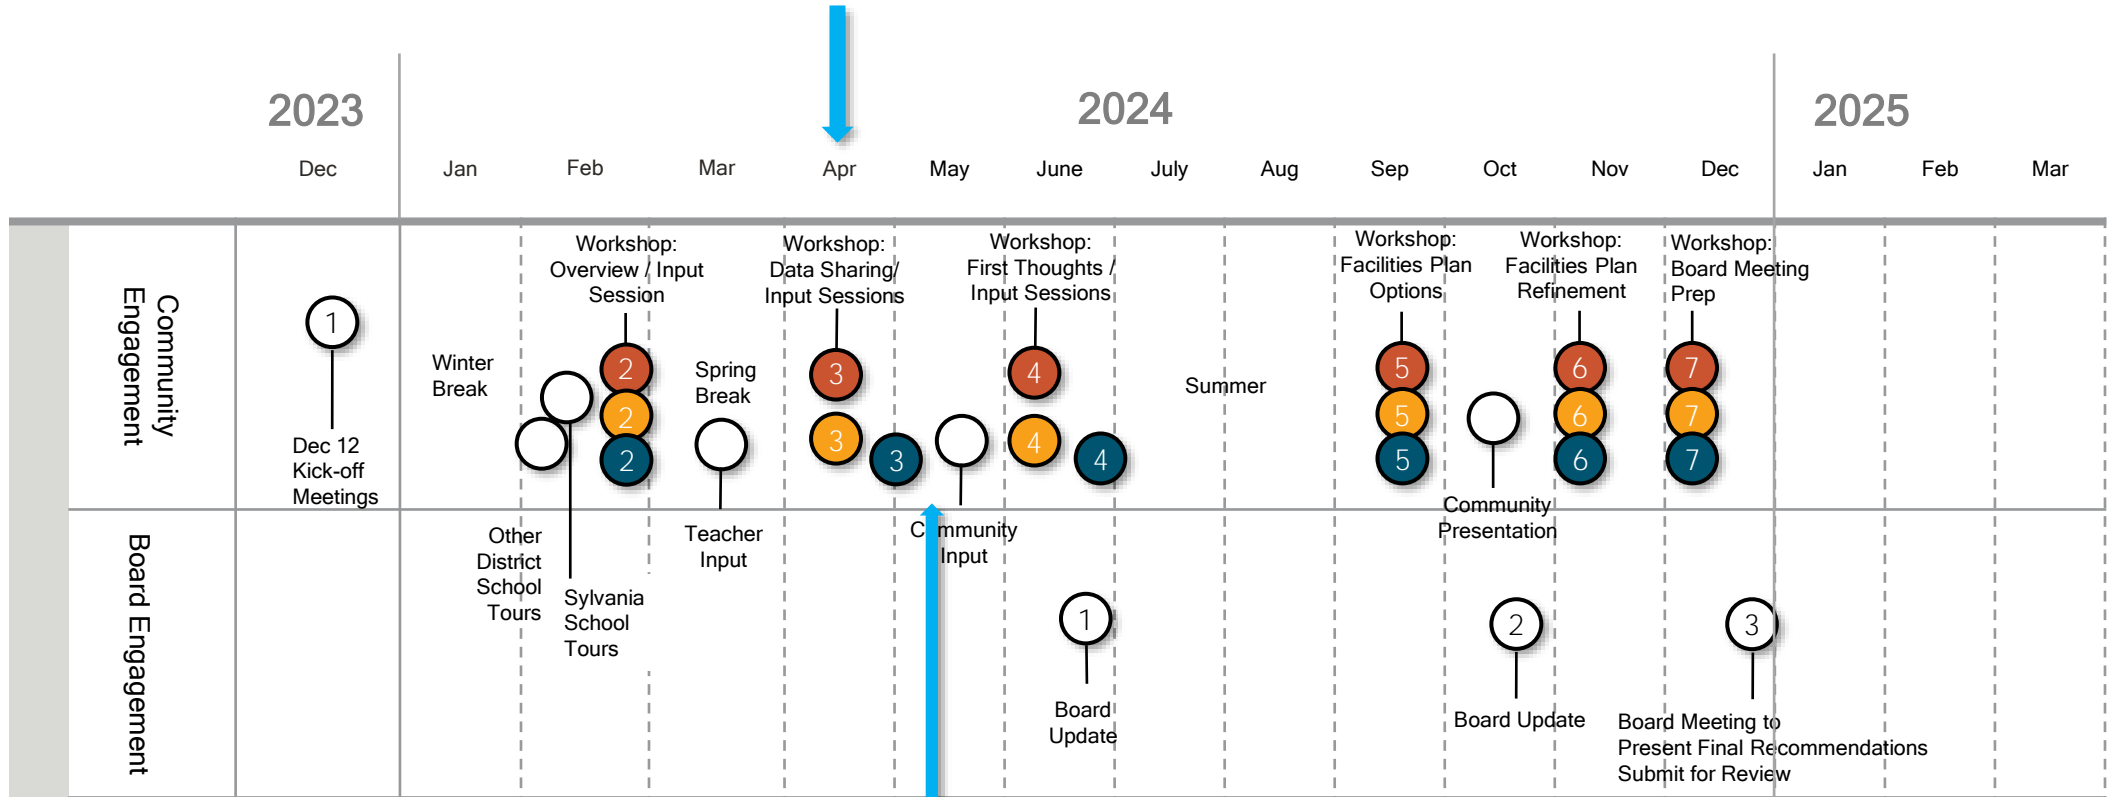 2023
2024
2025
Dec
Jan
Feb
Mar
Apr
May
June
July
Aug
Sep
Oct
Nov
Dec
Jan
Feb
Mar
Community
Engagement
1
Dec 12
Kick-off
Meetings
Winter
Break
Workshop:
Overview / Input
Session
2
2
2
Spring
Break
Workshop:
Data Sharing/
Input Sessions
3
3
3
Workshop:
First Thoughts /
Input Sessions
4
4
4
Summer
Workshop:
Facilities Plan
Options
5
5
5
Workshop:
Facilities Plan
Refinement
6
6
6
Workshop:
Board Meeting
Prep
7
7
7
Other
District
School
Tours
Sylvania
School
Tours
Teacher
Input
Input
Community
Presentation
Board Engagement
1
Board
Update
2
Board Update
3
Board Meeting to
Present Final Recommendations
Submit for Review